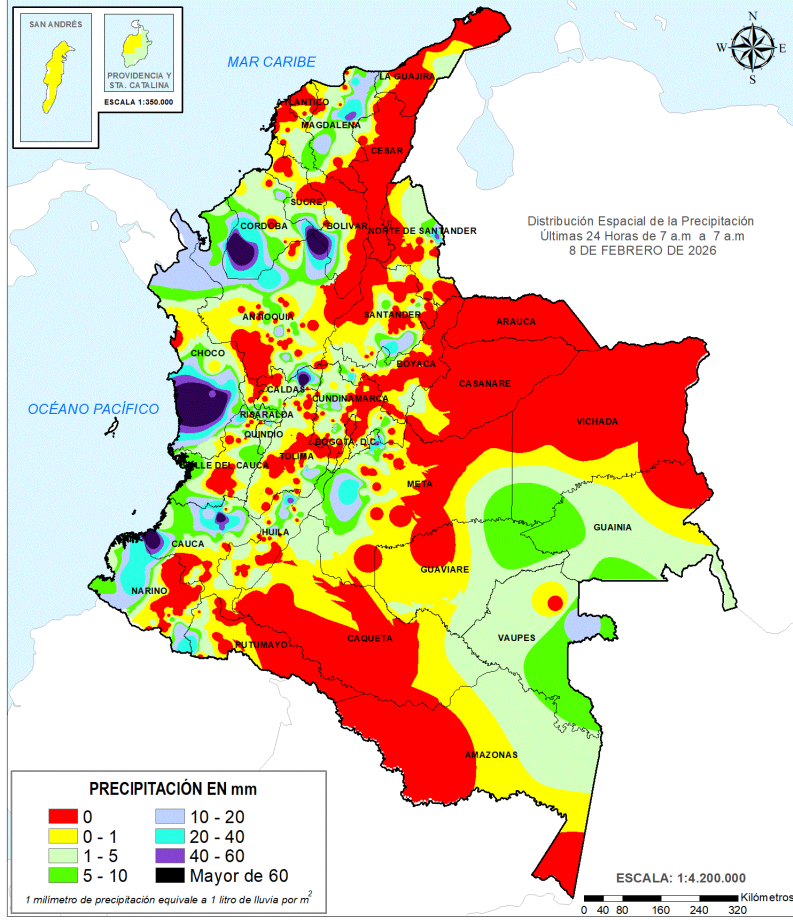 SAN ANDRÉS
PROVIDENCIA Y
STA. CATALINA
ESCALA 1:350.000
MAR CARIBE
N
W
E
S
LA GUAJIRA
ATLANTICO
MAGDALENA
CESAR
SUCRE
CORDOBA
BOLIVAR
NORTE DE SANTANDER
Distribución Espacial de la Precipitación
Últimas 24 Horas de 7 a.m a 7 a.m
8 DE FEBRERO DE 2026
ANTIOQUIA
SANTANDER
ARAUCA
CHOCO
BOYACA
CASANARE
CALDAS
CUNDINAMARCA
OCÉANO PACÍFICO
RISARALDA
VICHADA
QUINDIO
BOGOTA, D.C.
TOLIMA
VALLE DEL CAUCA
META
GUAINIA
HUILA
CAUCA
GUAVIARE
NARIÑO
VAUPES
CAQUETA
PUTUMAYO
AMAZONAS
PRECIPITACIÓN EN mm
0
10 - 20
0 - 1
20 - 40
1 - 5
40 - 60
5 - 10
Mayor de 60
1 milímetro de precipitación equivale a 1 litro de lluvia por m2
ESCALA: 1:4.200.000
Kilómetros
0 40 80 160 240 320